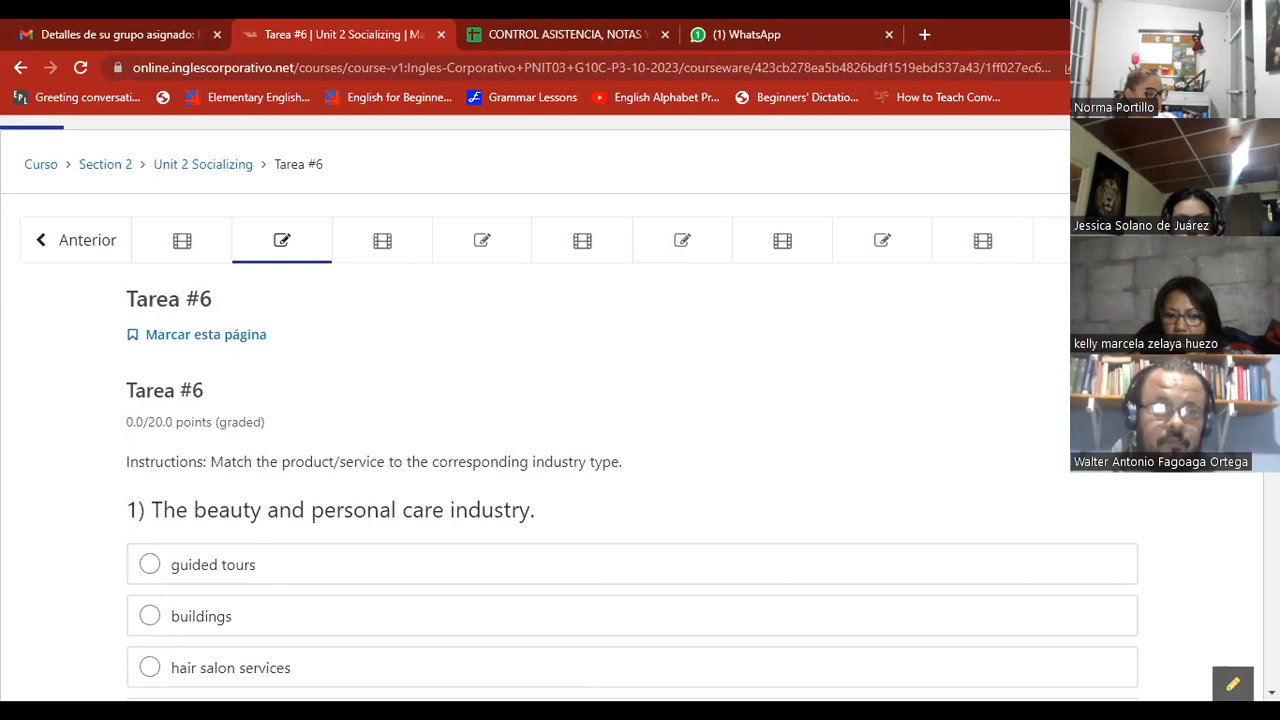 Detalles de su grupo asignado: I
Tarea #6 | Unit 2 Socializing | Ma
CONTROL ASISTENCIA, NOTAS Y
(1) WhatsApp
online.inglescorporativo.net/courses/course-v1:Ingles-Corporativo+PNIT03+G10C-P3-10-2023/courseware/423cb278ea5b4826bdf1519ebd537a43/1ff027ec6...
Greeting conversati...
Elementary English...
English for Beginne...
Grammar Lessons
English Alphabet Pr...
Beginners' Dictatio...
How to Teach Conv...
Norma Portillo
Jessica Solano de Juárez
kelly marcela zelaya huezo
Walter Antonio Fagoaga Ortega
Curso > Section 2 > Unit 2 Socializing > Tarea #6
Anterior
Tarea #6
Marcar esta página
Tarea #6
0.0/20.0 points (graded)
Instructions: Match the product/service to the corresponding industry type.
1) The beauty and personal care industry.
guided tours
buildings
hair salon services